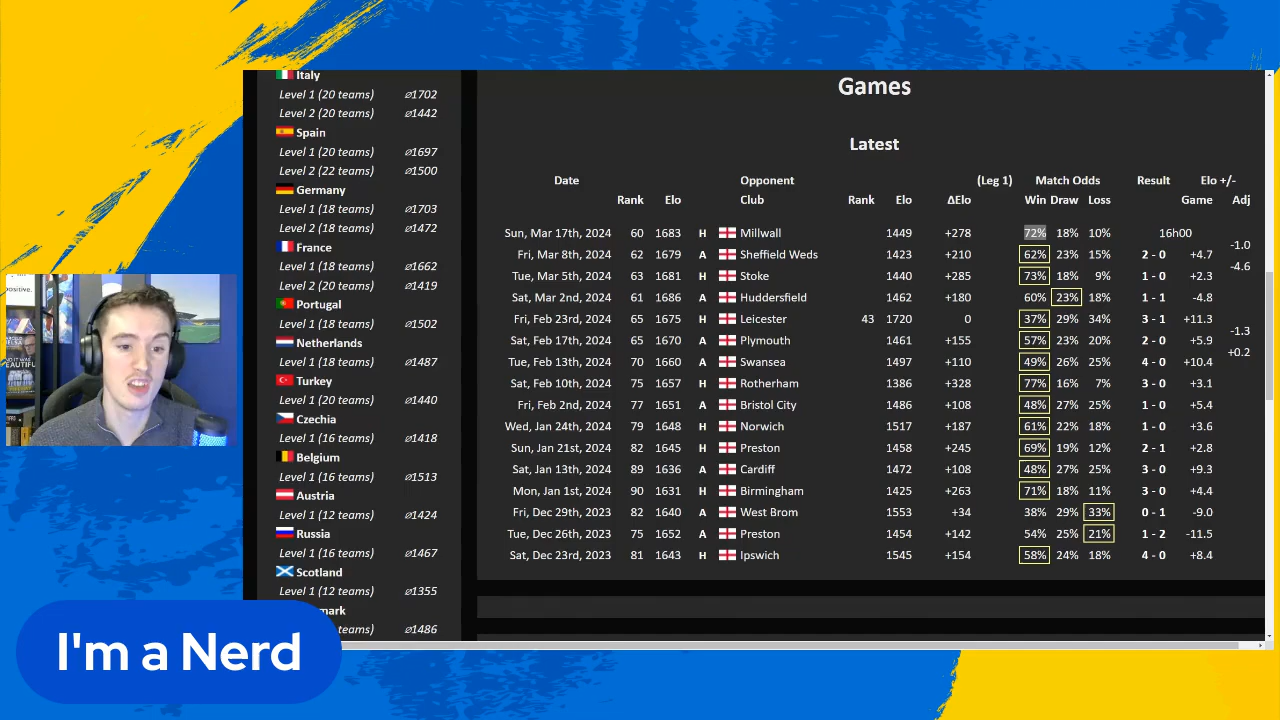 Italy
Level 1 (20 teams) ⌀1702
Level 2 (20 teams) ⌀1442
Spain
Level 1 (20 teams) ⌀1697
Level 2 (22 teams) ⌀1500
Germany
Level 1 (18 teams) ⌀1703
Level 2 (18 teams) ⌀1472
France
Level 1 (18 teams) ⌀1662
Level 2 (20 teams) ⌀1419
Portugal
Level 1 (18 teams) ⌀1502
Netherlands
Level 1 (18 teams) ⌀1487
Turkey
Level 1 (20 teams) ⌀1440
Czechia
Level 1 (16 teams) ⌀1418
Belgium
Level 1 (16 teams) ⌀1513
Austria
Level 1 (12 teams) ⌀1424
Russia
Level 1 (16 teams) ⌀1467
Scotland
Level 1 (12 teams) ⌀1355
mark
teams) ⌀1486
Games
Latest
Date Opponent (Leg 1) Match Odds Result Elo +/-
Rank Elo Club Rank Elo ΔElo Win Draw Loss Game Adj
Sun, Mar 17th, 2024 60 1683 H Millwall 1449 +278 72% 18% 10% 16h00
-1.0
Fri, Mar 8th, 2024 62 1679 A Sheffield Weds 1423 +210 62% 23% 15% 2 - 0 +4.7
-4.6
Tue, Mar 5th, 2024 63 1681 H Stoke 1440 +285 73% 18% 9% 1 - 0 +2.3
Sat, Mar 2nd, 2024 61 1686 A Huddersfield 1462 +180 60% 23% 18% 1 - 1 -4.8
Fri, Feb 23rd, 2024 65 1675 H Leicester 43 1720 0 37% 29% 34% 3 - 1 +11.3
-1.3
Sat, Feb 17th, 2024 65 1670 A Plymouth 1461 +155 57% 23% 20% 2 - 0 +5.9
+0.2
Tue, Feb 13th, 2024 70 1660 A Swansea 1497 +110 49% 26% 25% 4 - 0 +10.4
Sat, Feb 10th, 2024 75 1657 H Rotherham 1386 +328 77% 16% 7% 3 - 0 +3.1
Fri, Feb 2nd, 2024 77 1651 A Bristol City 1486 +108 48% 27% 25% 1 - 0 +5.4
Wed, Jan 24th, 2024 79 1648 H Norwich 1517 +187 61% 22% 18% 1 - 0 +3.6
Sun, Jan 21st, 2024 82 1645 H Preston 1458 +245 69% 19% 12% 2 - 1 +2.8
Sat, Jan 13th, 2024 89 1636 A Cardiff 1472 +108 48% 27% 25% 3 - 0 +9.3
Mon, Jan 1st, 2024 90 1631 H Birmingham 1425 +263 71% 18% 11% 3 - 0 +4.4
Fri, Dec 29th, 2023 82 1640 A West Brom 1553 +34 38% 29% 33% 0 - 1 -9.0
Tue, Dec 26th, 2023 75 1652 A Preston 1454 +142 54% 25% 21% 1 - 2 -11.5
Sat, Dec 23rd, 2023 81 1643 H Ipswich 1545 +154 58% 24% 18% 4 - 0 +8.4
I'm a Nerd